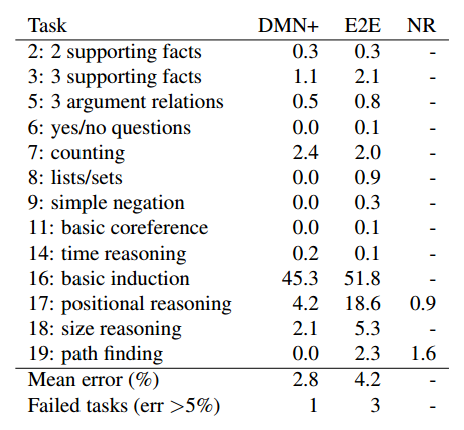 Task DMN+ E2E NR
2: 2 supporting facts 0.3 0.3 -
3: 3 supporting facts 1.1 2.1 -
5: 3 argument relations 0.5 0.8 -
6: yes/no questions 0.0 0.1 -
7: counting 2.4 2.0 -
8: lists/sets 0.0 0.9 -
9: simple negation 0.0 0.3 -
11: basic coreference 0.0 0.1 -
14: time reasoning 0.2 0.1 -
16: basic induction 45.3 51.8 -
17: positional reasoning 4.2 18.6 0.9
18: size reasoning 2.1 5.3 -
19: path finding 0.0 2.3 1.6
Mean error (%) 2.8 4.2 -
Failed tasks (err >5%) 1 3 -